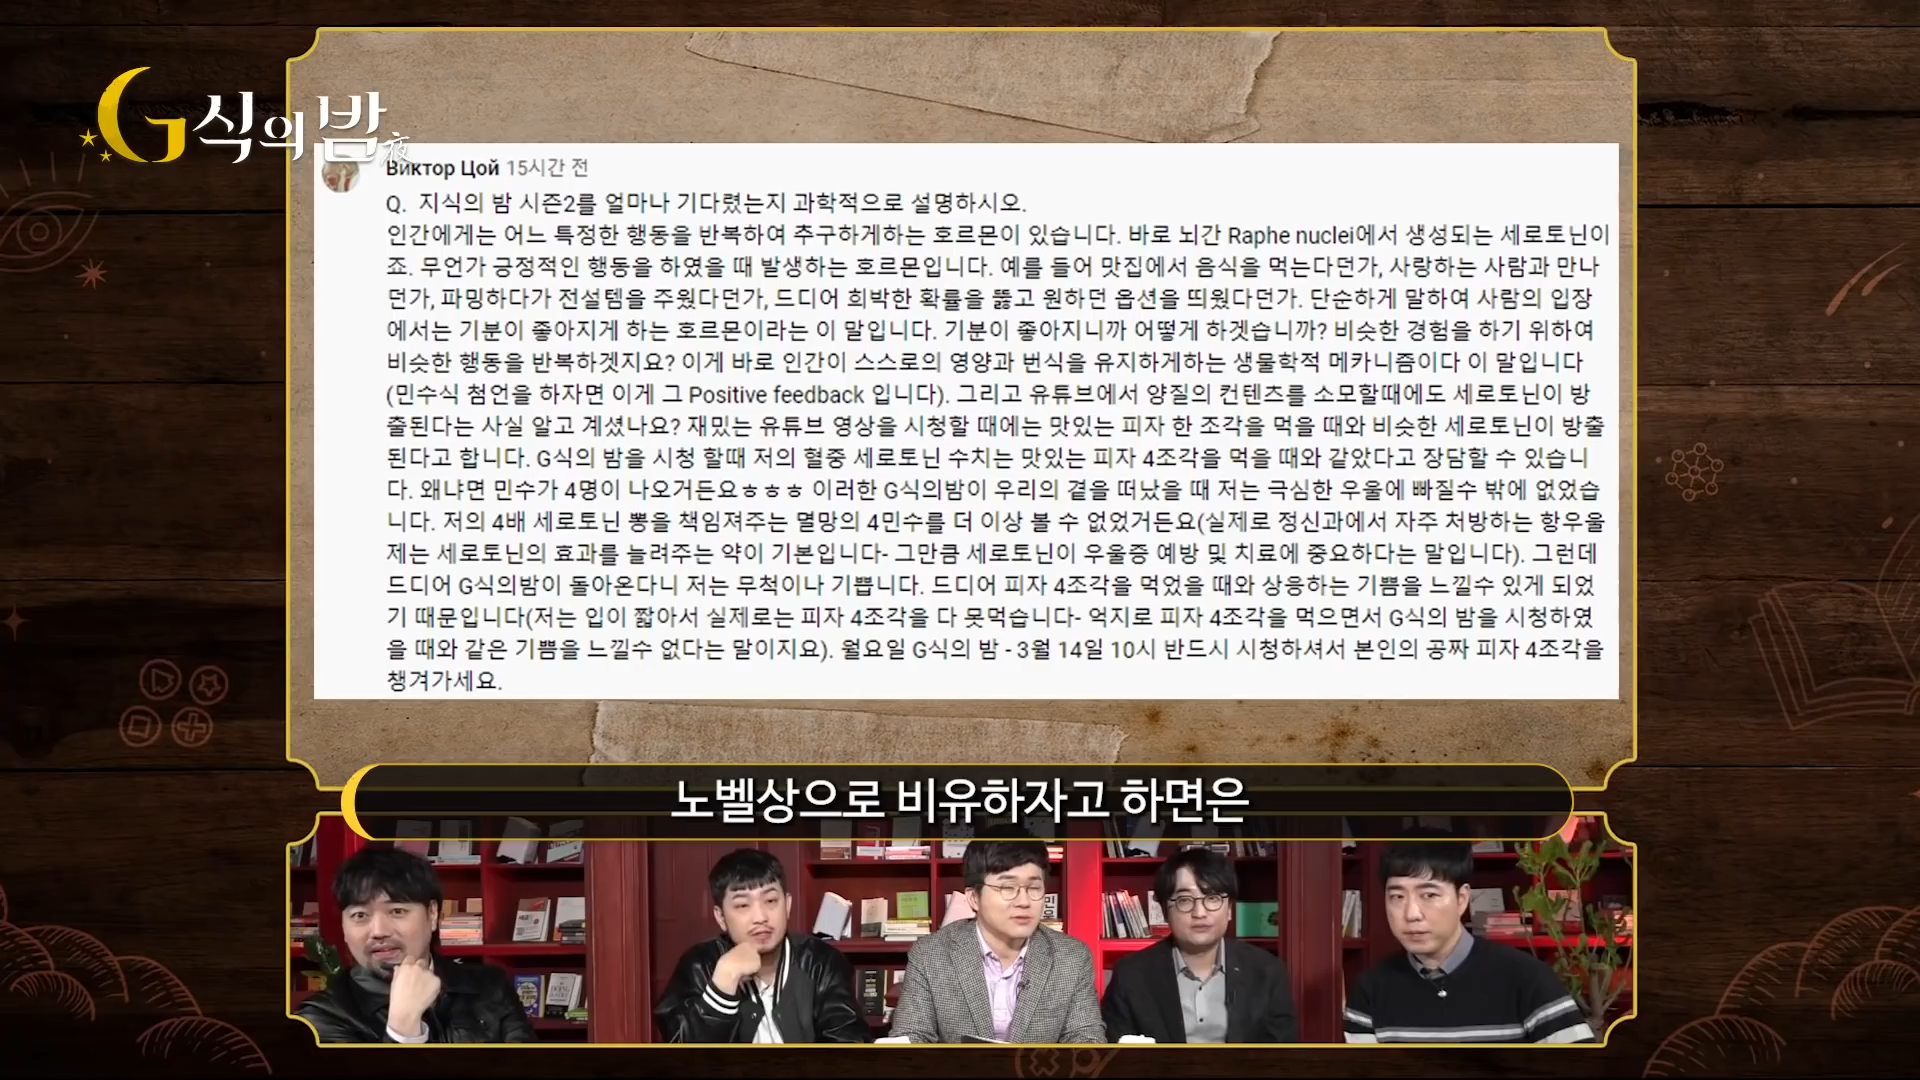 G식의 밤 夜
Виктор Цой 15시간 전
Q. 지식의 밤 시즌2를 얼마나 기다렸는지 과학적으로 설명하시오.
인간에게는 어느 특정한 행동을 반복하여 추구하게하는 호르몬이 있습니다. 바로 뇌간 Raphe nuclei에서 생성되는 세로토닌이
죠. 무언가 긍정적인 행동을 하였을 때 발생하는 호르몬입니다. 예를 들어 맛집에서 음식을 먹는다던가, 사랑하는 사람과 만나
던가, 파밍하다가 전설템을 주웠다던가, 드디어 희박한 확률을 뚫고 원하던 옵션을 띄웠다던가. 단순하게 말하여 사람의 입장
에서는 기분이 좋아지게 하는 호르몬이라는 이 말입니다. 기분이 좋아지니까 어떻게 하겠습니까? 비슷한 경험을 하기 위하여
비슷한 행동을 반복하겟지요? 이게 바로 인간이 스스로의 영양과 번식을 유지하게하는 생물학적 메카니즘이다 이 말입니다
(민수식 첨언을 하자면 이게 그 Positive feedback 입니다). 그리고 유튜브에서 양질의 컨텐츠를 소모할때에도 세로토닌이 방
출된다는 사실 알고 계셨나요? 재밌는 유튜브 영상을 시청할 때에는 맛있는 피자 한 조각을 먹을 때와 비슷한 세로토닌이 방출
된다고 합니다. G식의 밤을 시청 할때 저의 혈중 세로토닌 수치는 맛있는 피자 4조각을 먹을 때와 같았다고 장담할 수 있습니
다. 왜냐면 민수가 4명이 나오거든요ㅎㅎㅎ 이러한 G식의밤이 우리의 곁을 떠났을 때 저는 극심한 우울에 빠질수 밖에 없었습
니다. 저의 4배 세로토닌 뽕을 책임져주는 멸망의 4민수를 더 이상 볼 수 없었거든요(실제로 정신과에서 자주 처방하는 항우울
제는 세로토닌의 효과를 늘려주는 약이 기본입니다- 그만큼 세로토닌이 우울증 예방 및 치료에 중요하다는 말입니다). 그런데
드디어 G식의밤이 돌아온다니 저는 무척이나 기쁩니다. 드디어 피자 4조각을 먹었을 때와 상응하는 기쁨을 느낄수 있게 되었
기 때문입니다(저는 입이 짧아서 실제로는 피자 4조각을 다 못먹습니다- 억지로 피자 4조각을 먹으면서 G식의 밤을 시청하였
을 때와 같은 기쁨을 느낄수 없다는 말이지요). 월요일 G식의 밤 - 3월 14일 10시 반드시 시청하셔서 본인의 공짜 피자 4조각을
챙겨가세요.
노벨상으로 비유하자고 하면은